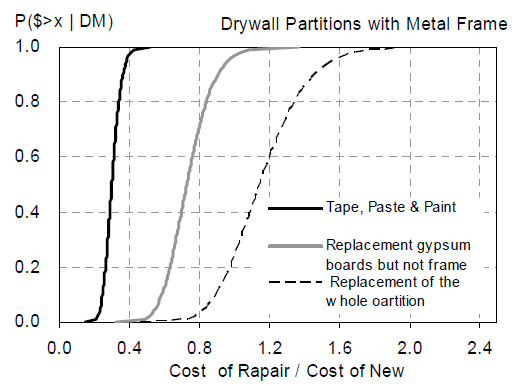 P($>x | DM)
Drywall Partitions with Metal Frame
1.0
0.8
0.6
0.4
0.2
0.0
Tape, Paste & Paint
Replacement gypsum
boards but not frame
Replacement of the
whole oartition
0.0 0.4 0.8 1.2 1.6 2.0 2.4
Cost of Rapair / Cost of New